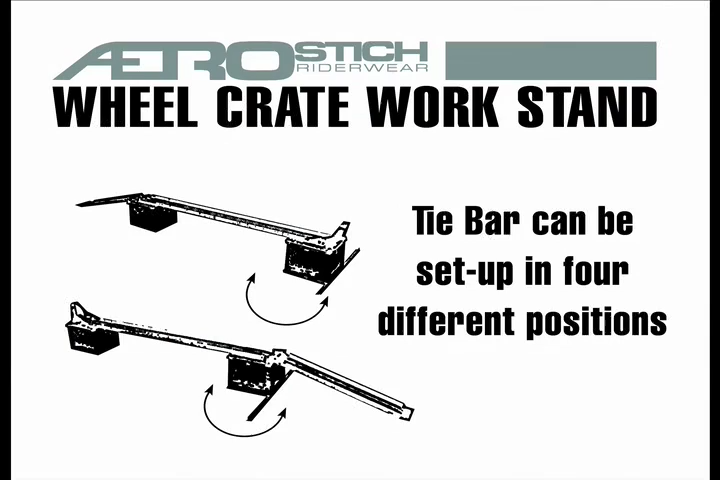 AEROSTICH
RIDERWEAR
WHEEL CRATE WORK STAND
Tie Bar can be
set-up in four
different positions